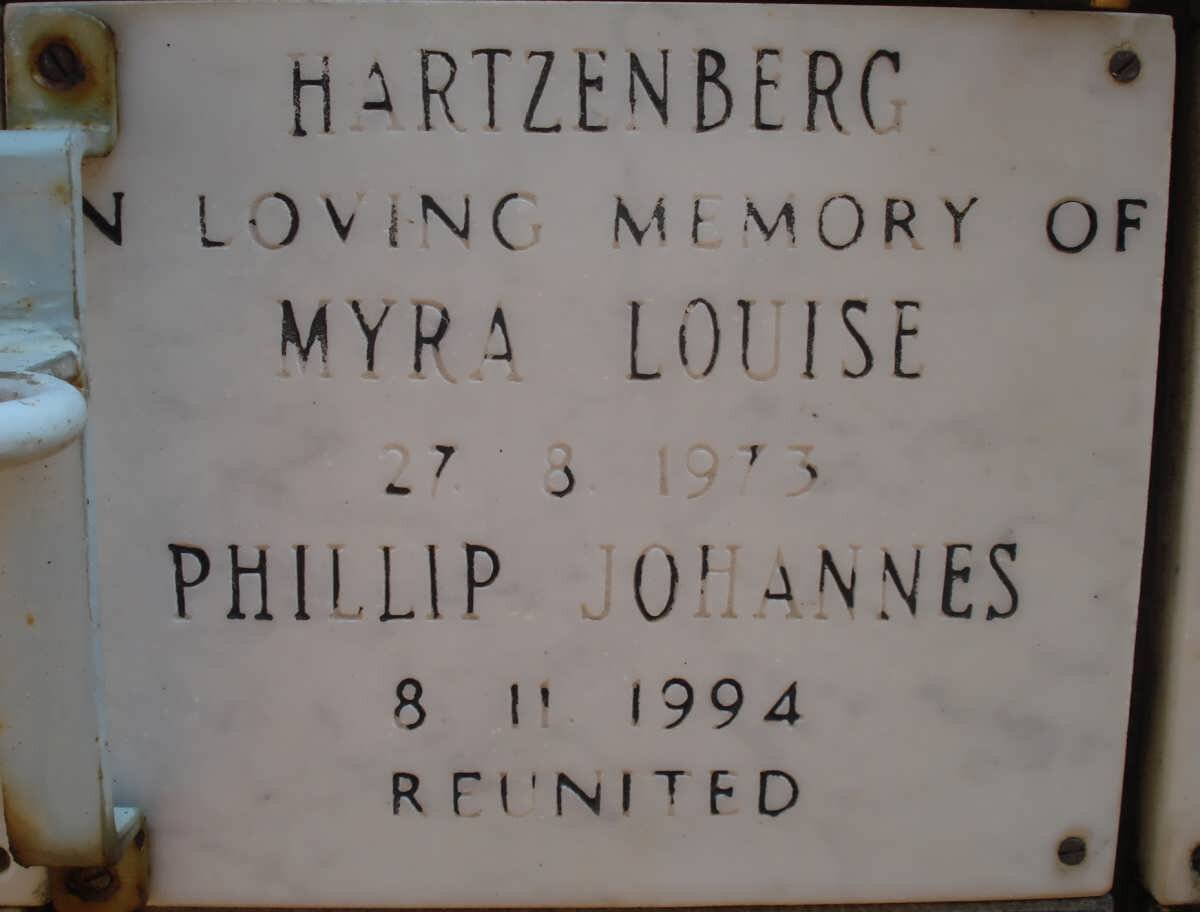 HARTZENBERG
N LOVING MEMORY OF
MYRA LOUISE
27. 8. 1973
PHILLIP JOHANNES
8. 11. 1994
REUNITED